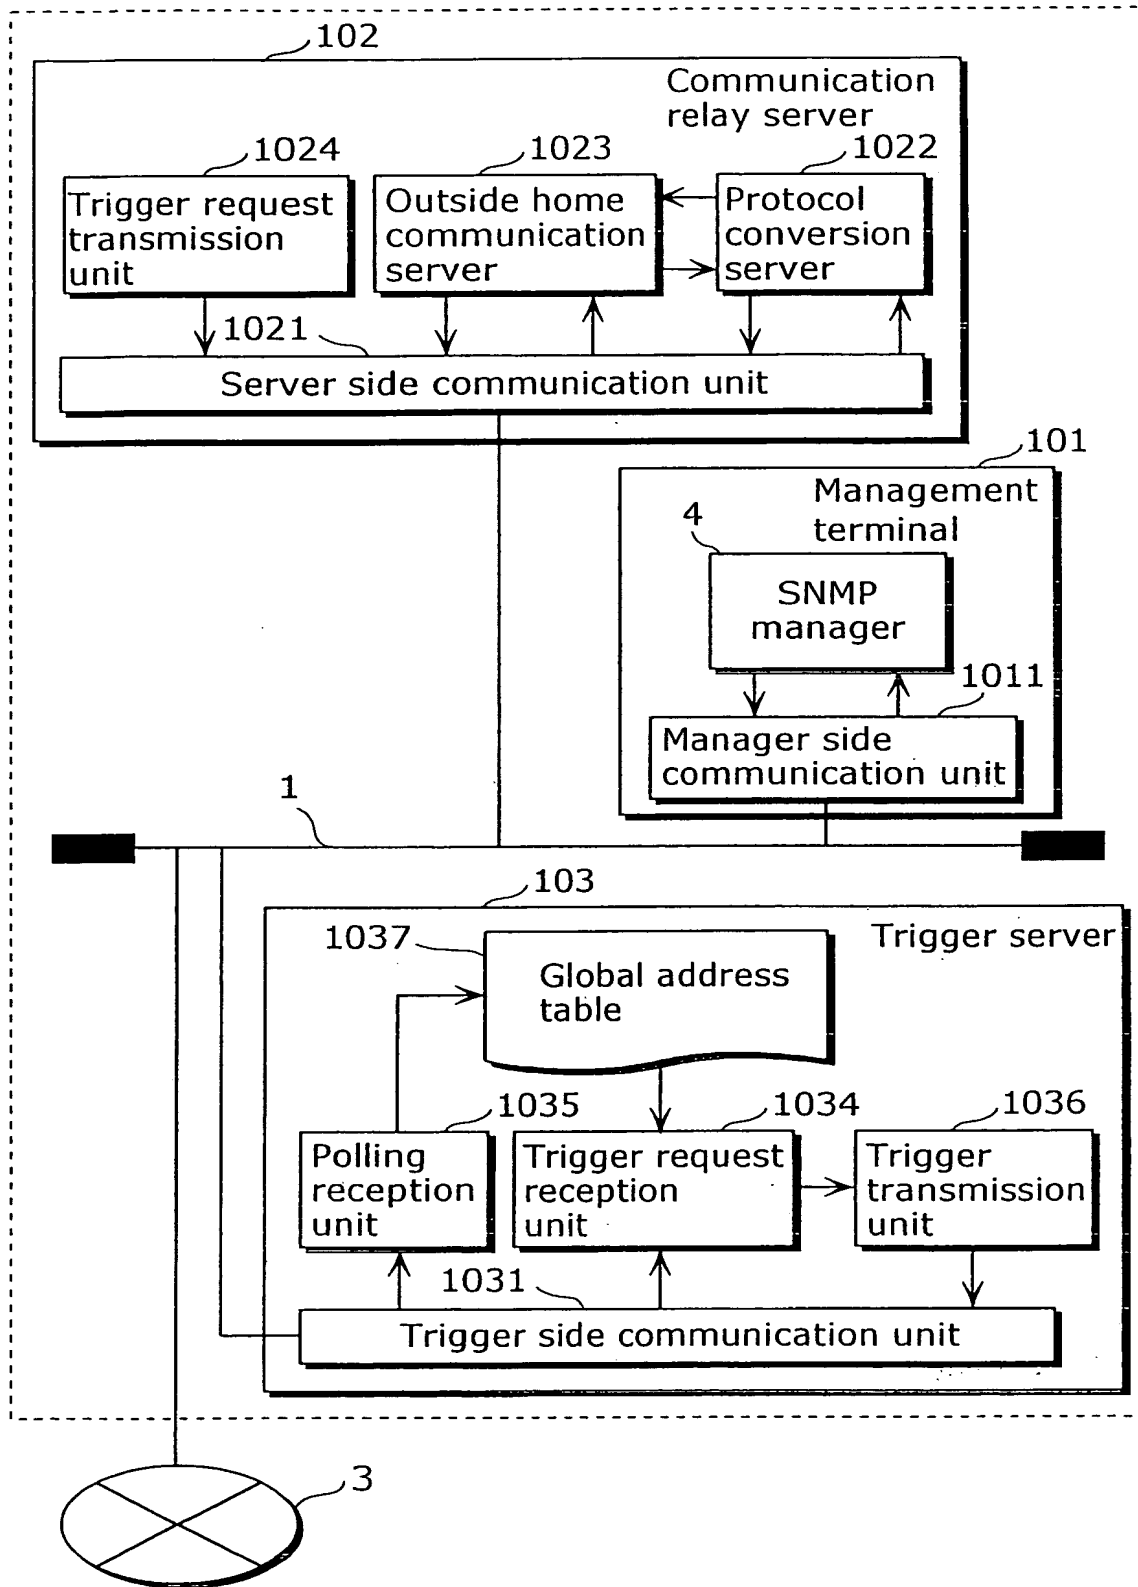 102
Communication
relay server
1024
1023
1022
Trigger request
transmission
unit
Outside home
communication
server
Protocol
conversion
server
1021
Server side communication unit
101
Management
terminal
4
SNMP
manager
1011
Manager side
communication unit
1
103
Trigger server
1037
Global address
table
1035
1034
1036
Polling
reception
unit
Trigger request
reception
unit
Trigger
transmission
unit
1031
Trigger side communication unit
3